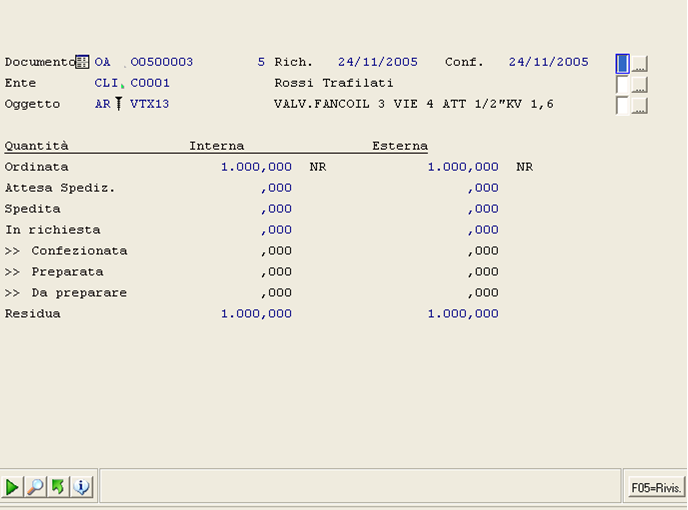 Documento OA OO500003 5 Rich. 24/11/2005 Conf. 24/11/2005 ...
Ente CLI CO001 Rossi Trafilati ...
Oggetto AR VTX13 VALV.FANCOIL 3 VIE 4 ATT 1/2"KV 1,6 ...
Quantità Interna Esterna
Ordinata 1.000,000 NR 1.000,000 NR
Attesa Spediz. ,000 ,000
Spedita ,000 ,000
In richiesta ,000 ,000
>> Confezionata ,000 ,000
>> Preparata ,000 ,000
>> Da preparare ,000 ,000
Residua 1.000,000 1.000,000
F05=Rivis.